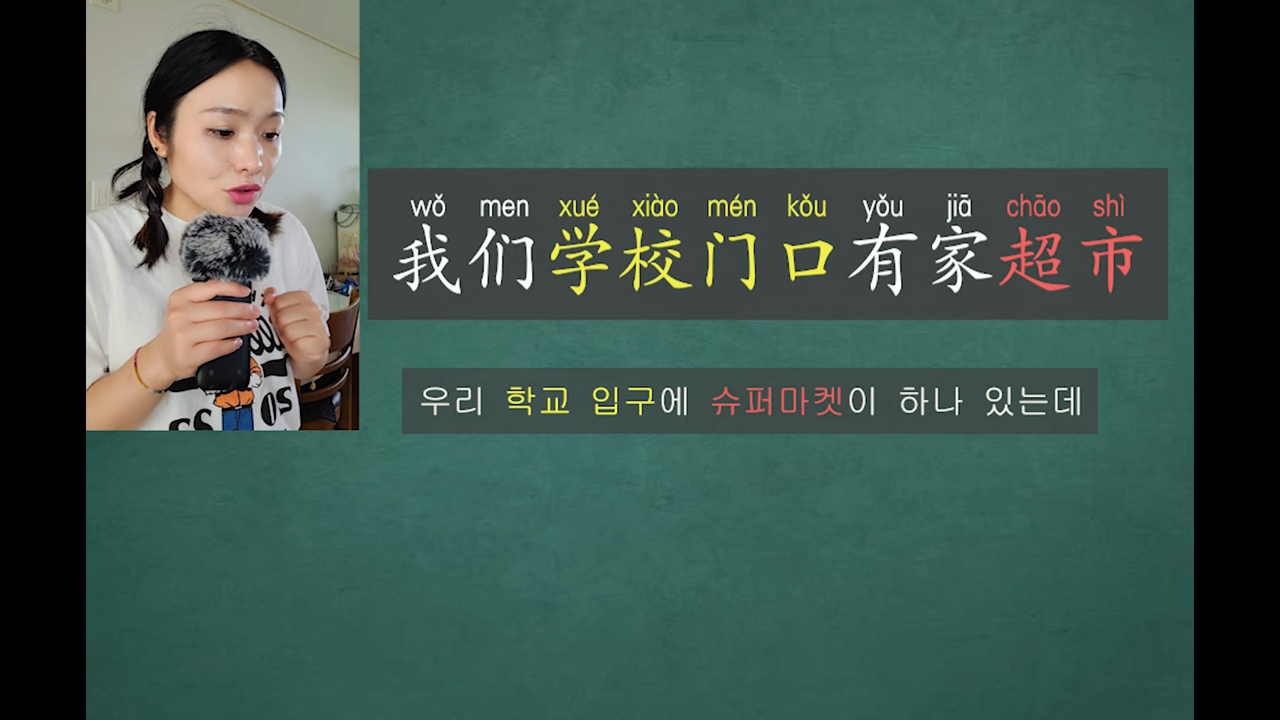 wǒ men xué xiào mén kǒu yǒu jiā chāo shì
我们学校门口有家超市
우리 학교 입구에 슈퍼마켓이 하나 있는데